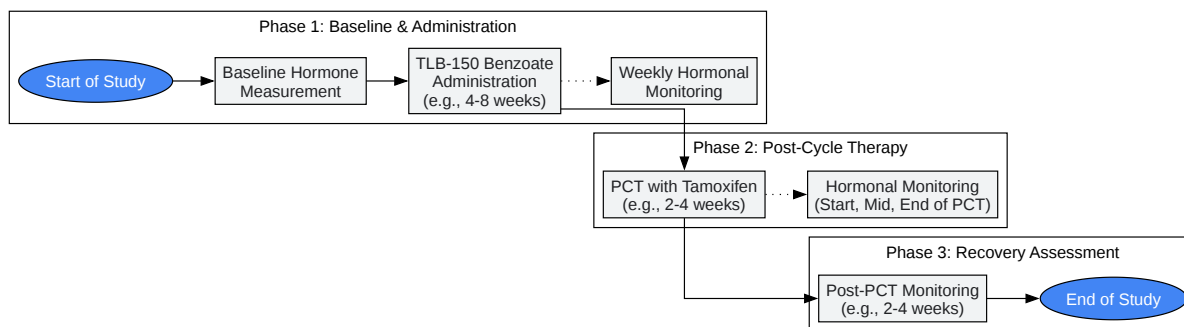 Phase 1: Baseline & Administration
Start of Study
Baseline Hormone
Measurement
TLB-150 Benzoate
Administration
(e.g., 4-8 weeks)
Weekly Hormonal
Monitoring
Phase 2: Post-Cycle Therapy
PCT with Tamoxifen
(e.g., 2-4 weeks)
Hormonal Monitoring
(Start, Mid, End of PCT)
Phase 3: Recovery Assessment
Post-PCT Monitoring
(e.g., 2-4 weeks)
End of Study